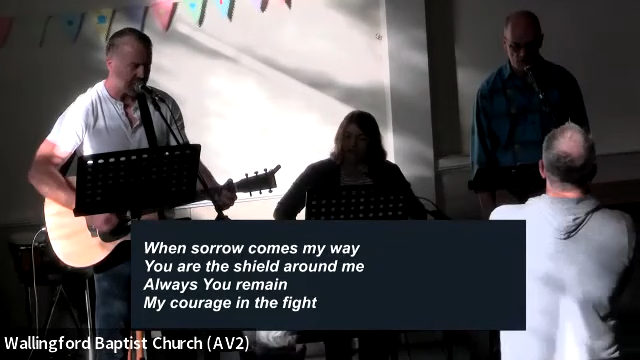 When sorrow comes my way
You are the shield around me
Always You remain
My courage in the fight
Wallingford Baptist Church (AV2)